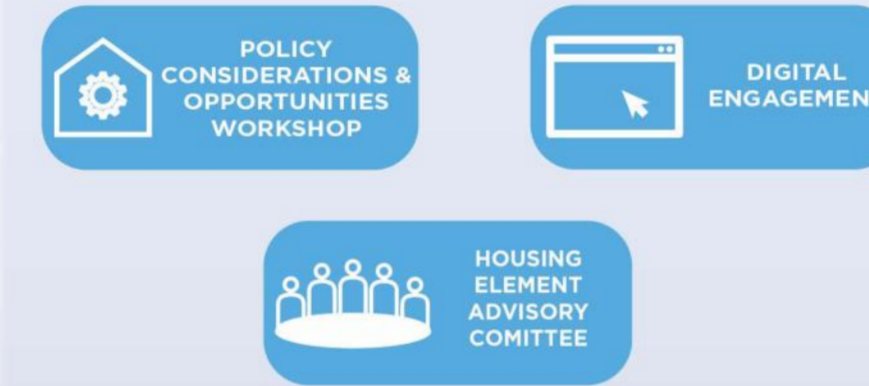 POLICY
CONSIDERATIONS &
OPPORTUNITIES
WORKSHOP
DIGITAL
ENGAGEMEN
HOUSING
ELEMENT
ADVISORY
COMITTEE